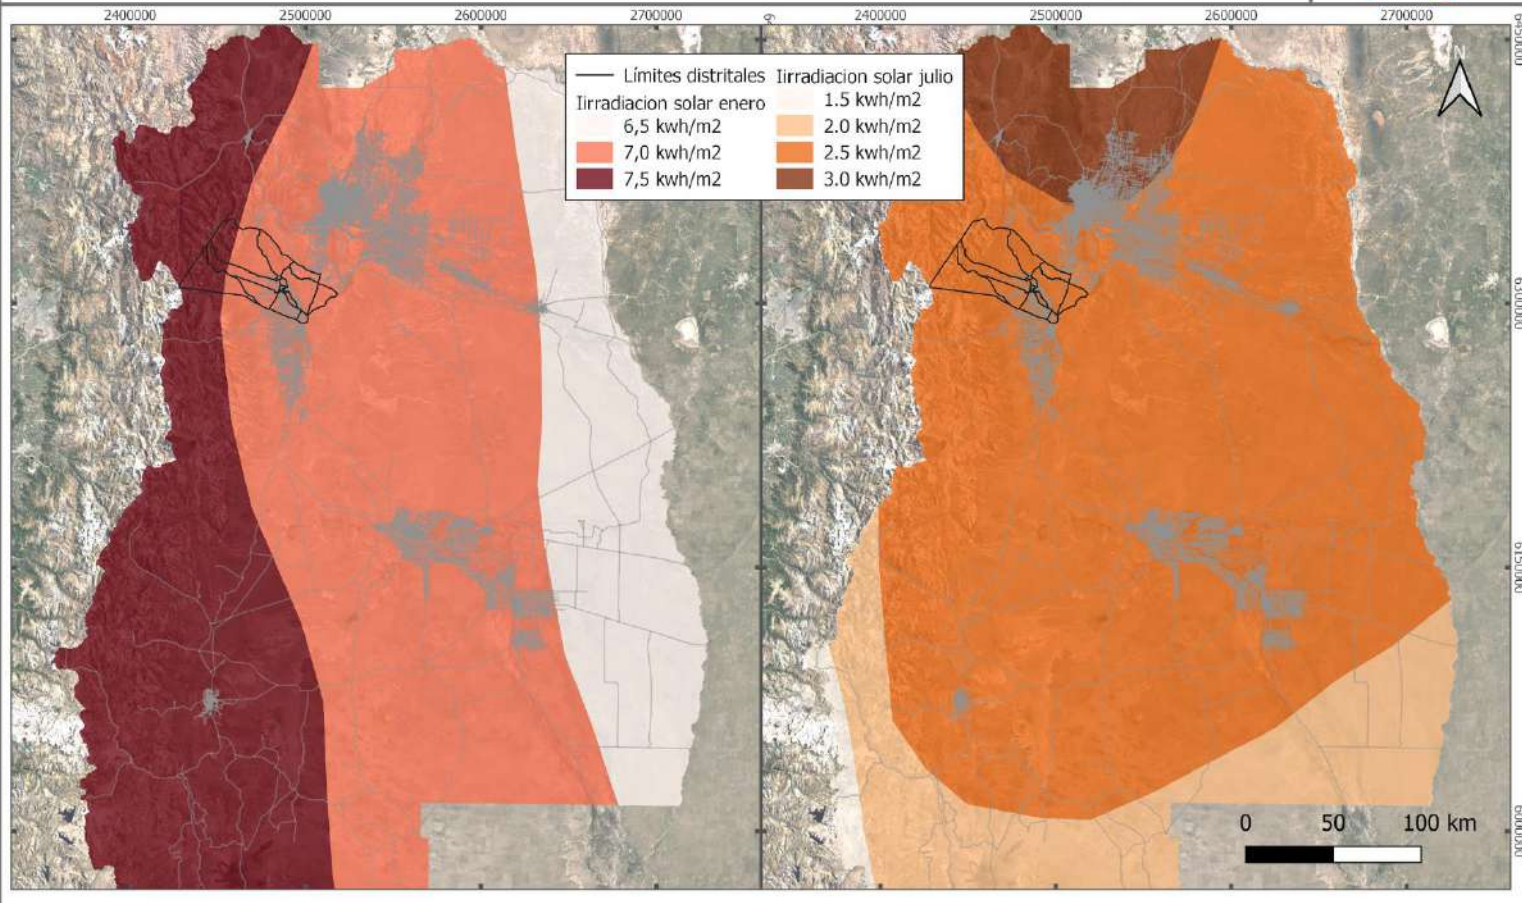 2400000 2500000 2600000 2700000 2400000 2500000 2600000 2700000
Límites distritales
Iirradiacion solar enero
6,5 kwh/m2
7,0 kwh/m2
7,5 kwh/m2
Iirradiacion solar julio
1.5 kwh/m2
2.0 kwh/m2
2.5 kwh/m2
3.0 kwh/m2
N
0 50 100 km